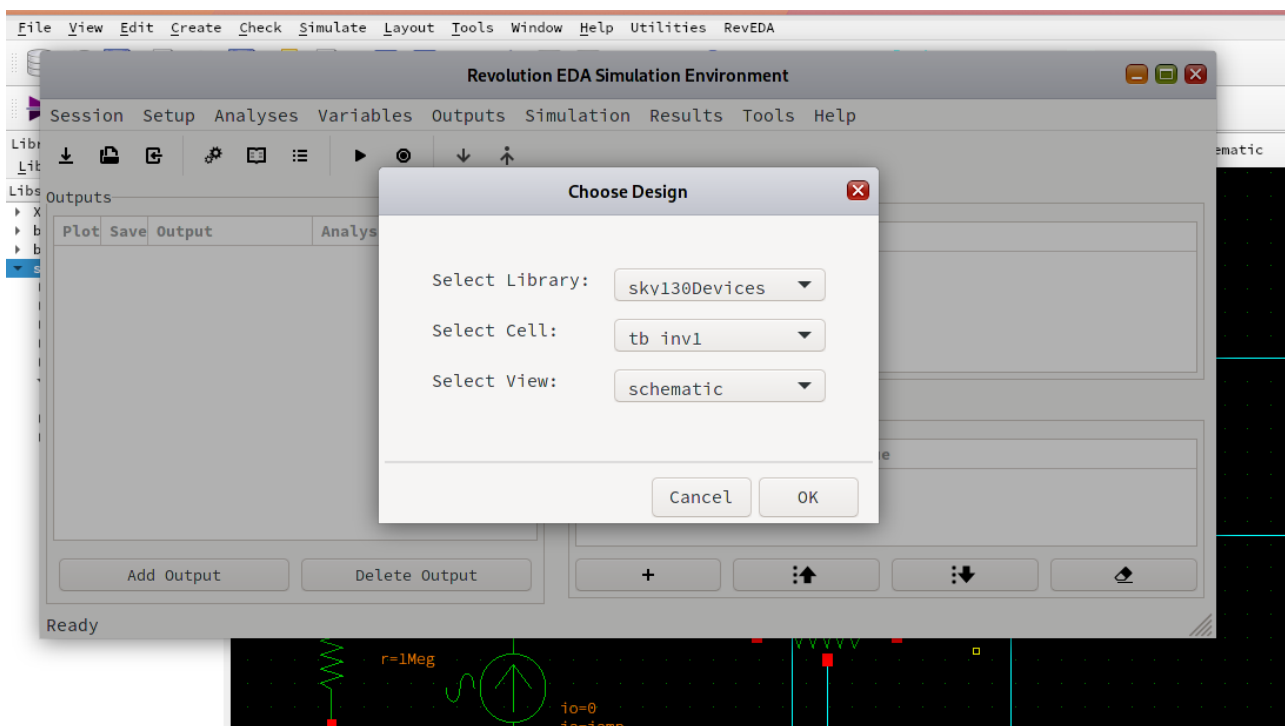 File View Edit Create Check Simulate Layout Tools Window Help Utilities RevEDA
Revolution EDA Simulation Environment
Session Setup Analyses Variables Outputs Simulation Results Tools Help
Libs
Outputs
Plot Save Output
Choose Design
Select Library: sky130Devices
Select Cell: tb inv1
Select View: schematic
Cancel OK
Add Output Delete Output +
Ready
r=1Meg
io=0